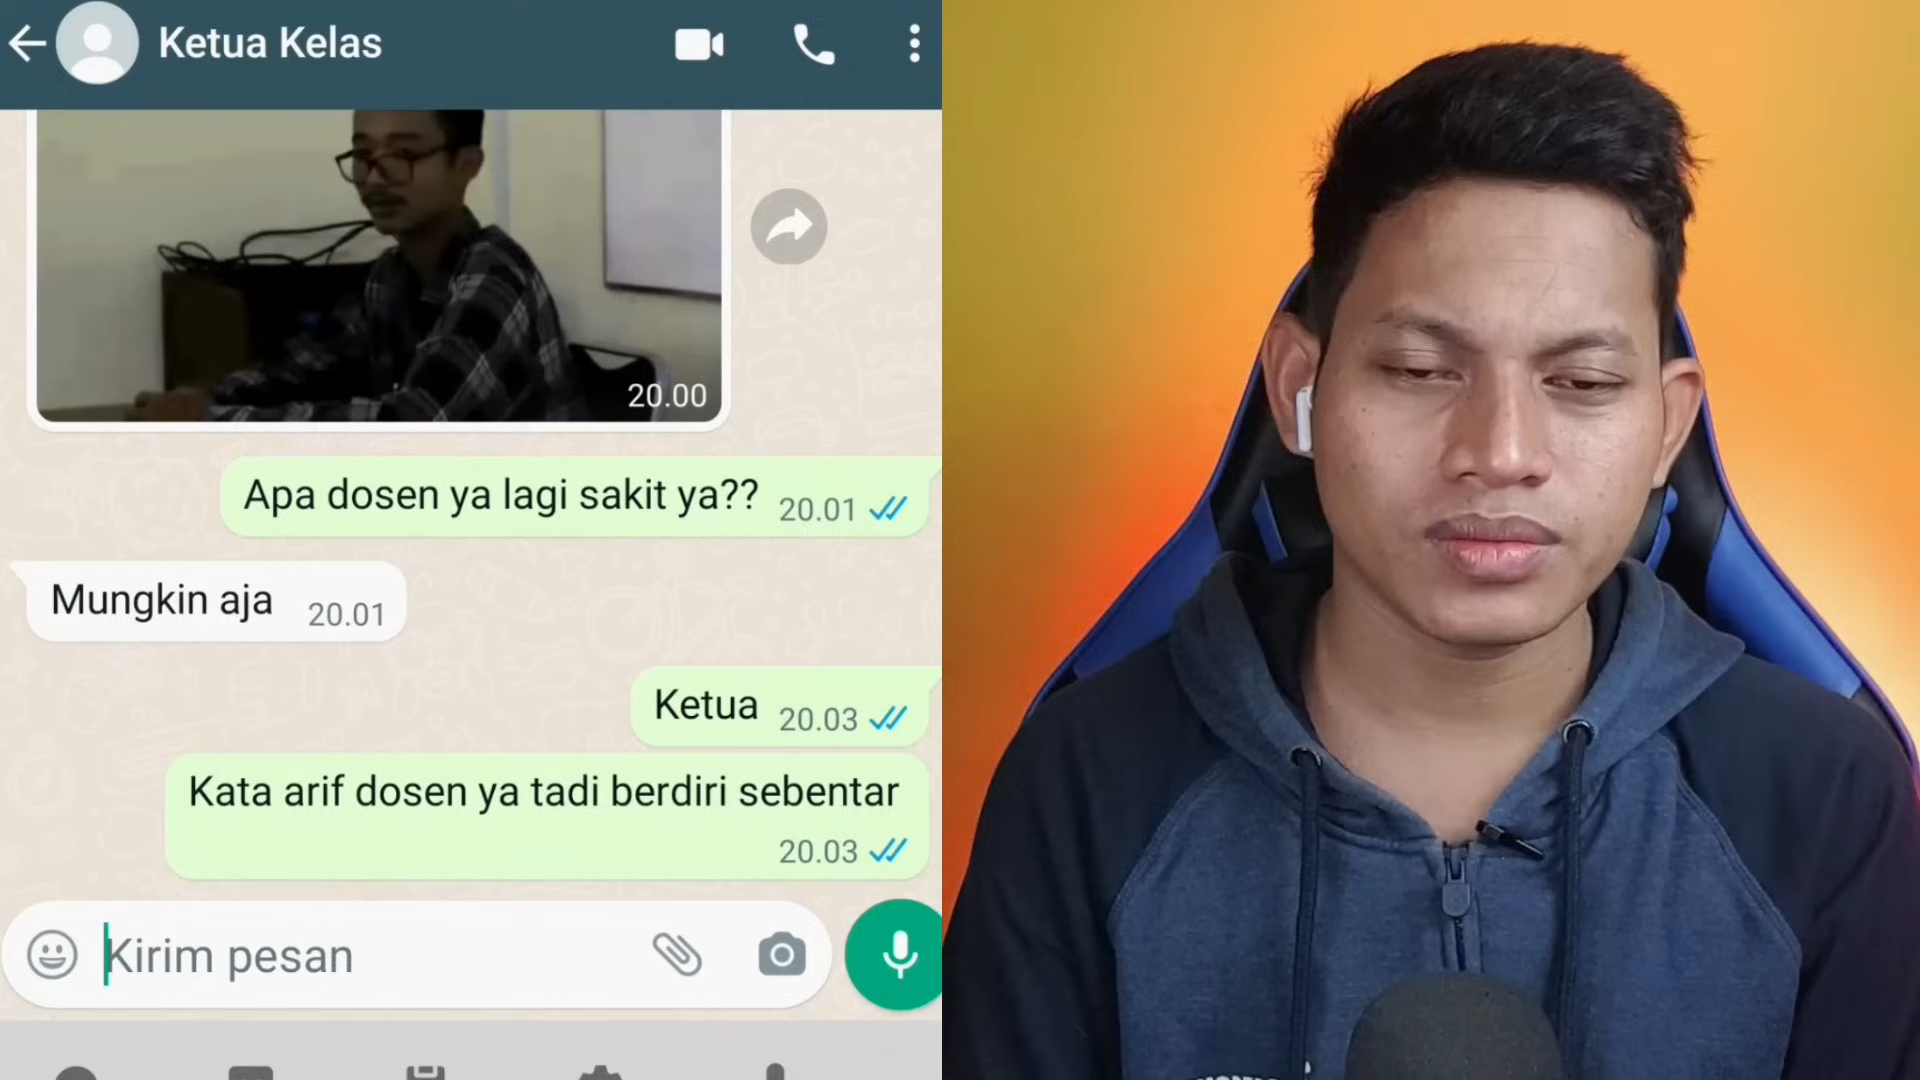 Ketua Kelas
20.00
Apa dosen ya lagi sakit ya??
20.01
Mungkin aja
20.01
Ketua
20.03
Kata arif dosen ya tadi berdiri sebentar
20.03
Kirim pesan